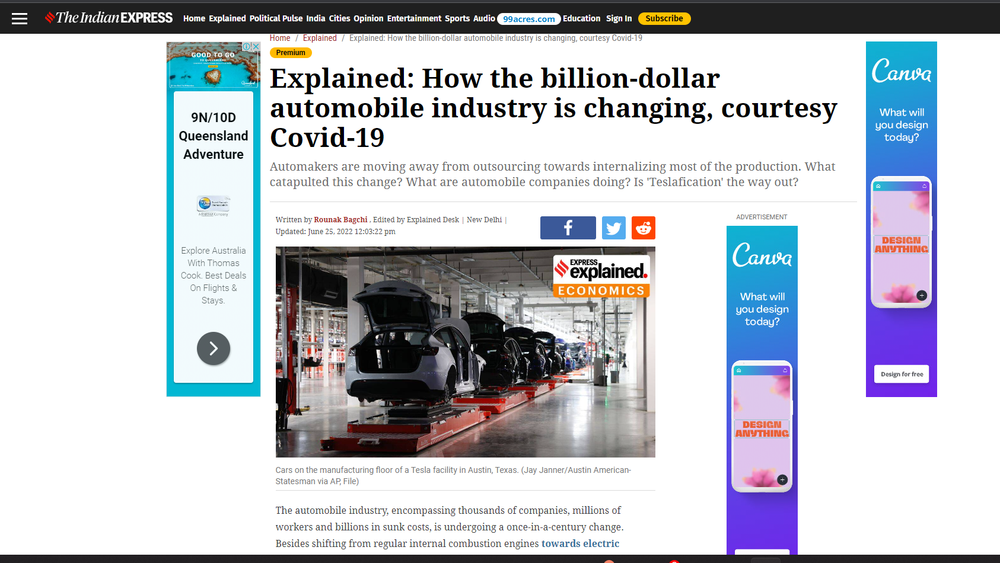 The Indian EXPRESS
Home Explained Political Pulse India Cities Opinion Entertainment Sports Audio 99acres.com Education Sign In Subscribe
Home / Explained / Explained: How the billion-dollar automobile industry is changing, courtesy Covid-19
Premium
Explained: How the billion-dollar
automobile industry is changing, courtesy
Covid-19
Automakers are moving away from outsourcing towards internalizing most of the production. What
catapulted this change? What are automobile companies doing? Is 'Teslafication' the way out?
Written by Rounak Bagchi , Edited by Explained Desk | New Delhi |
Updated: June 25, 2022 12:03:22 pm
EXPRESS
explained.
ECONOMICS
Cars on the manufacturing floor of a Tesla facility in Austin, Texas. (Jay Janner/Austin American-
Statesman via AP, File)
The automobile industry, encompassing thousands of companies, millions of
workers and billions in sunk costs, is undergoing a once-in-a-century change.
Besides shifting from regular internal combustion engines towards electric
GOOD TO GO
TO QUEENSLAND
9N/10D
Queensland
Adventure
Explore Australia
With Thomas
Cook. Best Deals
On Flights &
Stays.
ADVERTISEMENT
Canva
What will
you design
today?
DESIGN
ANYTHING
Canva
What will
you design
today?
DESIGN
ANYTHING
Design for free